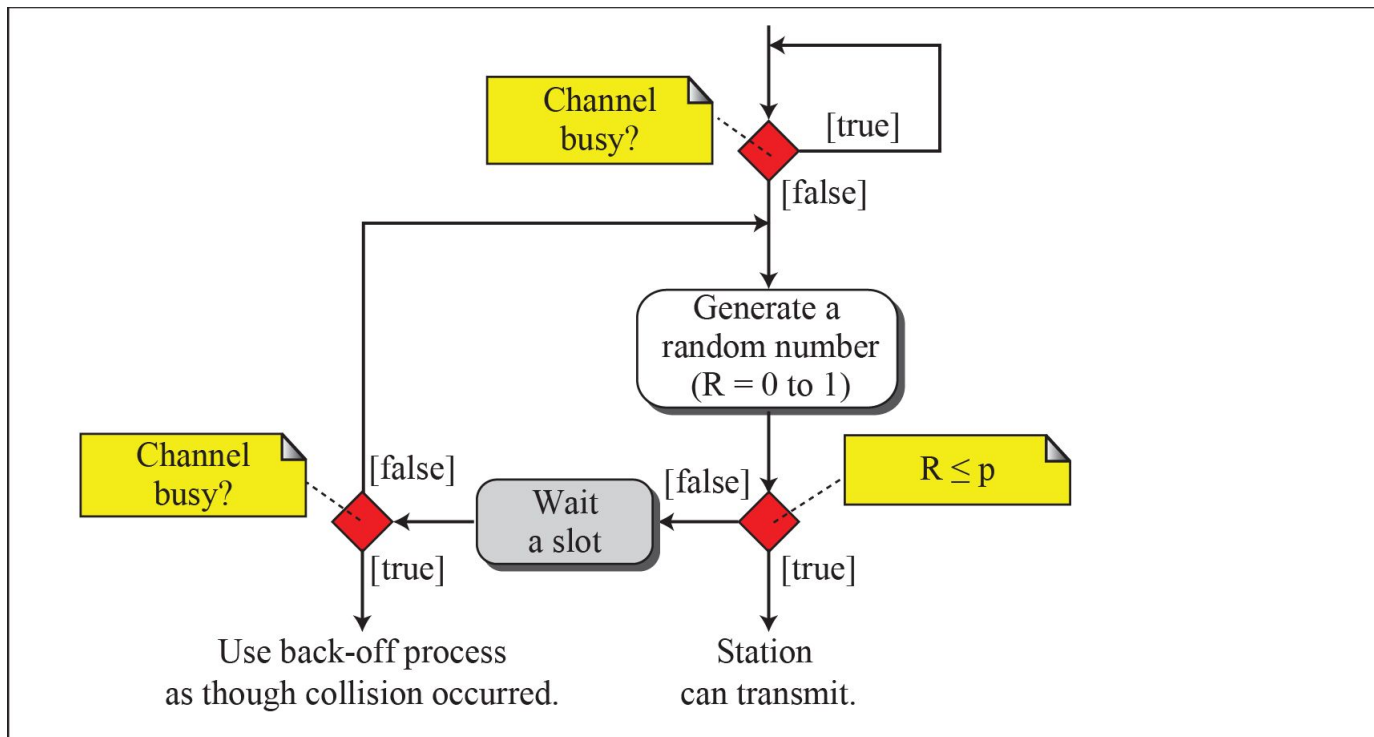 Channel
busy?
[true]
[false]
Generate a
random number
(R = 0 to 1)
Channel
busy?
[false]
Wait
a slot
[false]
R ≤ p
[true]
[true]
Use back-off process
as though collision occurred.
Station
can transmit.